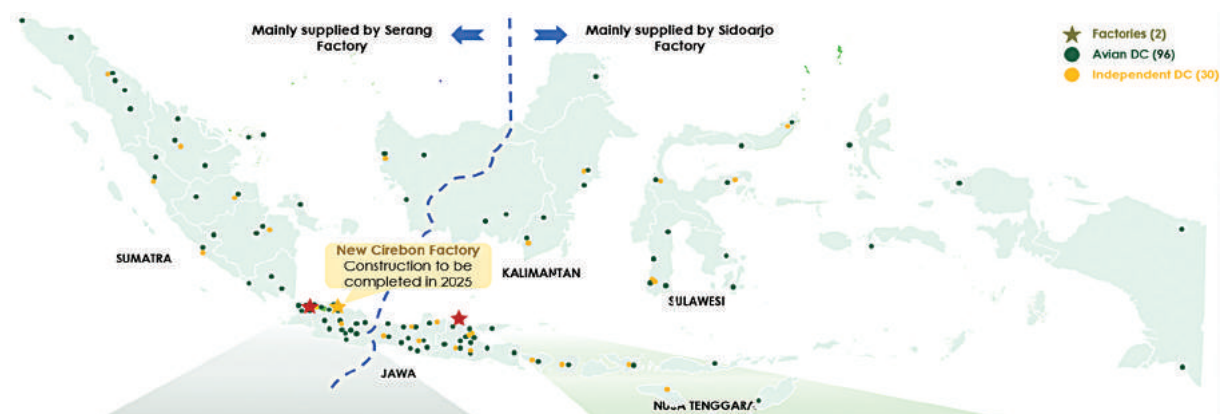 Mainly supplied by Serang
Factory
Mainly supplied by Sidoarjo
Factory
Factories (2)
Avian DC (96)
Independent DC (30)
SUMATRA
New Cirebon Factory
Construction to be
completed in 2025
KALIMANTAN
SULAWESI
JAWA
NUSA TENGGARA